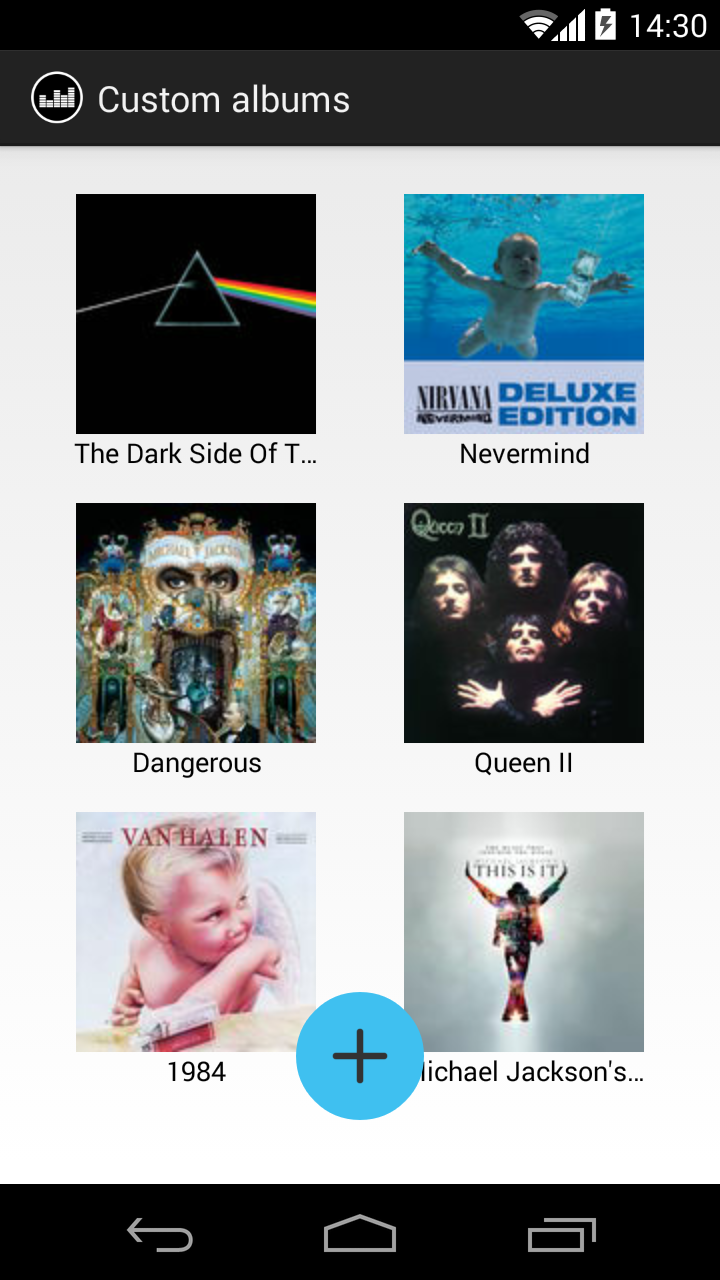 14:30
Custom albums
NIRVANA DELUXE
NEVERMIND EDITION
The Dark Side Of T...
Nevermind
MICHAEL JACKSON
Queen II
Dangerous
Queen II
VAN HALEN
THIS IS IT
1984
ichael Jackson's...